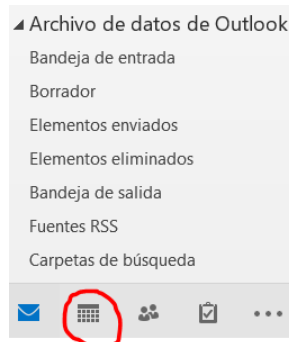 Archivo de datos de Outlook
Bandeja de entrada
Borrador
Elementos enviados
Elementos eliminados
Bandeja de salida
Fuentes RSS
Carpetas de búsqueda